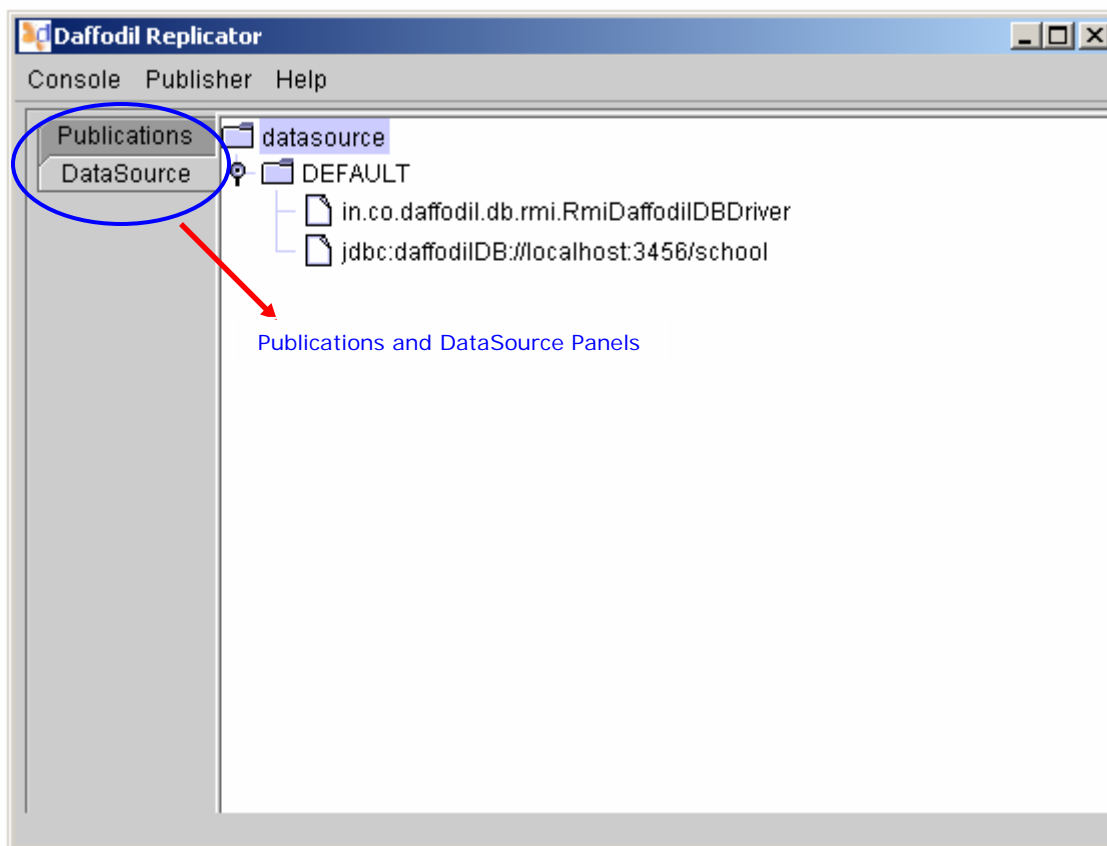 Daffodil Replicator
Console Publisher Help
Publications
DataSource
datasource
DEFAULT
in.co.daffodil.db.rmi.RmiDaffodilDBDriver
jdbc:daffodilDB://localhost:3456/school
Publications and DataSource Panels